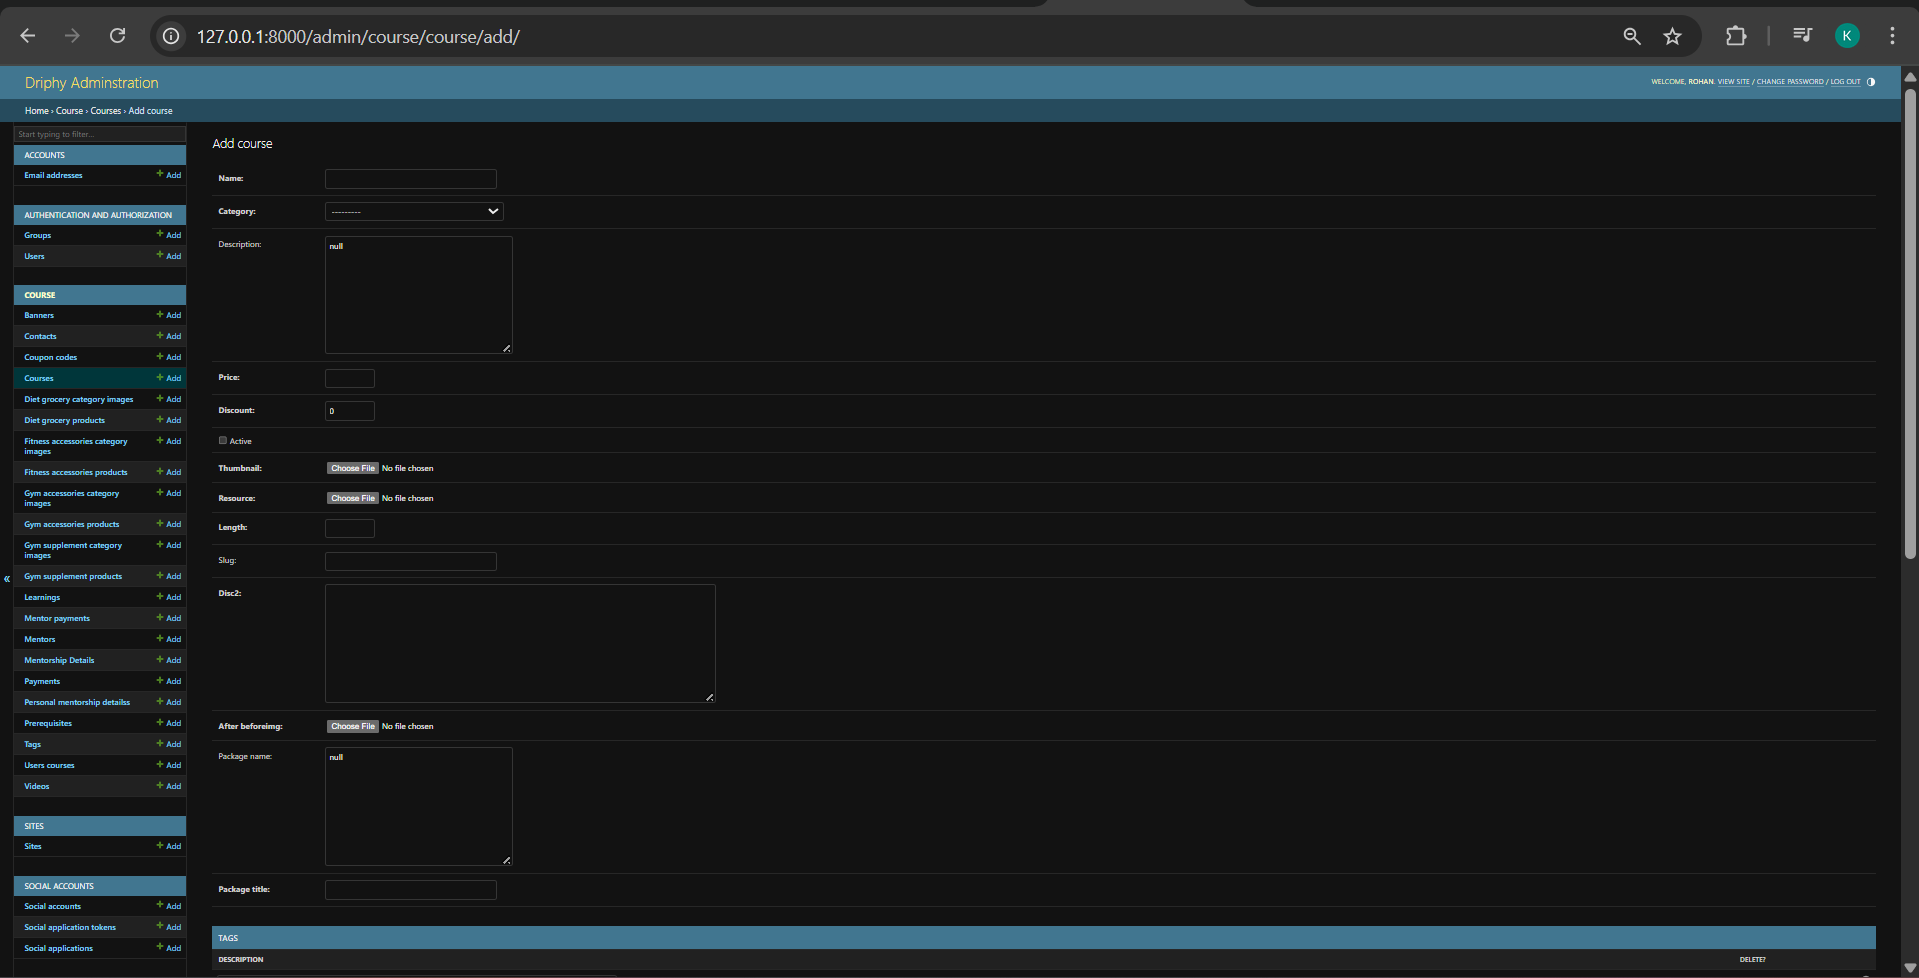 127.0.0.1:8000/admin/course/course/add/
K
Driphy Adminstration
WELCOME, ROHAN. VIEW SITE / CHANGE PASSWORD / LOG OUT
Home › Course › Courses › Add course
Start typing to filter...
ACCOUNTS
Email addresses + Add
AUTHENTICATION AND AUTHORIZATION
Groups + Add
Users + Add
COURSE
Banners + Add
Contacts + Add
Coupon codes + Add
Courses + Add
Diet grocery category images + Add
Diet grocery products + Add
Fitness accessories category + Add
images
Fitness accessories products + Add
Gym accessories category + Add
images
Gym accessories products + Add
Gym supplement category + Add
images
Gym supplement products + Add
Learnings + Add
Mentor payments + Add
Mentors + Add
Mentorship Details + Add
Payments + Add
Personal mentorship detailss + Add
Prerequisites + Add
Tags + Add
Users courses + Add
Videos + Add
SITES
Sites + Add
SOCIAL ACCOUNTS
Social accounts + Add
Social application tokens + Add
Social applications + Add
«
Add course
Name:
Category: ---------
Description: null
Price:
Discount: 0
Active
Thumbnail: Choose File No file chosen
Resource: Choose File No file chosen
Length:
Slug:
Disc2:
After beforeimg: Choose File No file chosen
Package name: null
Package title:
TAGS
DESCRIPTION DELETE?